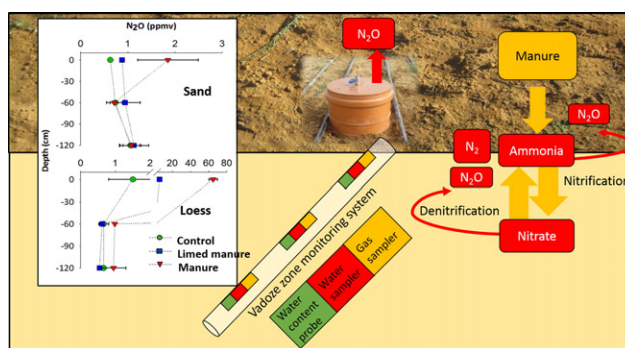 N₂O (ppmv)
0 1 2 3
0
-30
-60
-90
-120
Sand
Depth(cm)
0 1 2 20 40 60 80
0
-30
-60
-90
-120
Loess
Control
Limed manure
Manure
N₂O
Manure
N₂O
N₂
Ammonia
N₂O
Nitrification
Denitrification
Nitrate
Vadoze zone monitoring system
Gas
sampler
Water
sampler
Water
content
probe